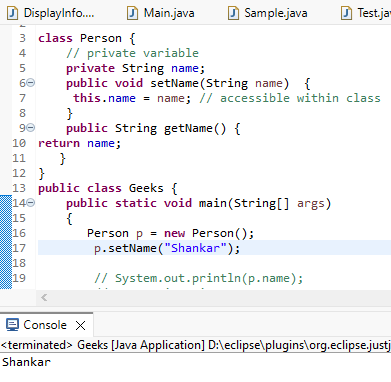 DisplayInfo.... Main.java Sample.java Test.jav
3 class Person {
4 // private variable
5 private String name;
6 public void setName(String name) {
7 this.name = name; // accessible within class
8 }
9 public String getName() {
10 return name;
11 }
12 }
13 public class Geeks {
14 public static void main(String[] args)
15 {
16 Person p = new Person();
17 p.setName("Shankar");
18
19 // System.out.println(p.name);
Console
<terminated> Geeks [Java Application] D:\eclipse\plugins\org.eclipse.justj
Shankar